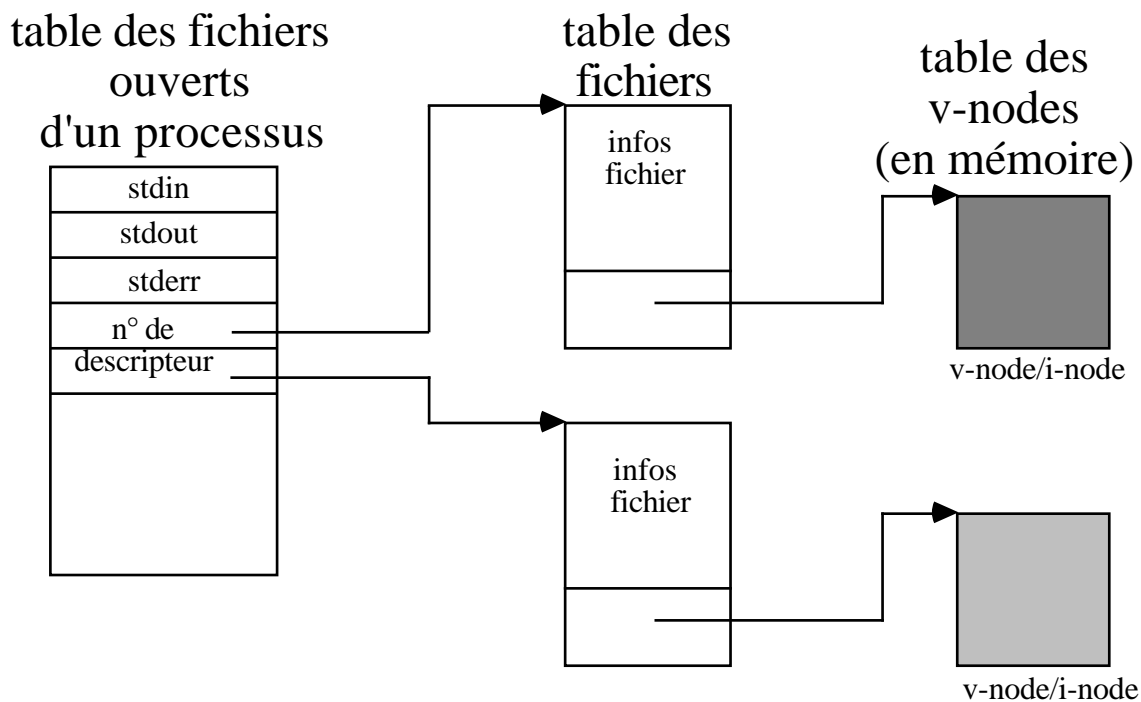 table des fichiers
ouverts
d'un processus
stdin
stdout
stderr
n° de
descripteur
table des
fichiers
infos
fichier
infos
fichier
table des
v-nodes
(en mémoire)
v-node/i-node
v-node/i-node